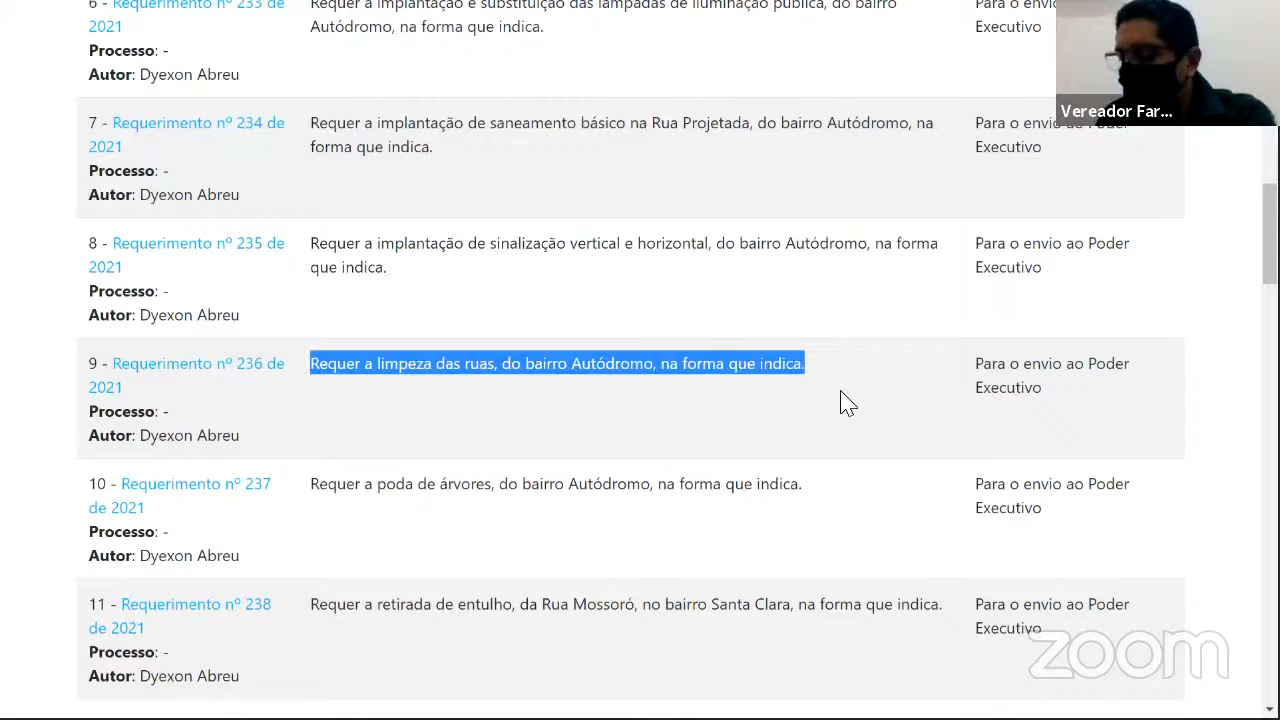 6 - Requerimento nº 233 de
2021
Processo: -
Autor: Dyexon Abreu
Requer a implantação e substituição das lâmpadas de iluminação pública, do bairro
Autódromo, na forma que indica.
Para o
Executivo
Vereador Far...
7 - Requerimento nº 234 de
2021
Processo: -
Autor: Dyexon Abreu
Requer a implantação de saneamento básico na Rua Projetada, do bairro Autódromo, na
forma que indica.
Para o envio ao Poder
Executivo
8 - Requerimento nº 235 de
2021
Processo: -
Autor: Dyexon Abreu
Requer a implantação de sinalização vertical e horizontal, do bairro Autódromo, na forma
que indica.
Para o envio ao Poder
Executivo
9 - Requerimento nº 236 de
2021
Processo: -
Autor: Dyexon Abreu
Requer a limpeza das ruas, do bairro Autódromo, na forma que indica.
Para o envio ao Poder
Executivo
10 - Requerimento nº 237
de 2021
Processo: -
Autor: Dyexon Abreu
Requer a poda de árvores, do bairro Autódromo, na forma que indica.
Para o envio ao Poder
Executivo
11 - Requerimento nº 238
de 2021
Processo: -
Autor: Dyexon Abreu
Requer a retirada de entulho, da Rua Mossoró, no bairro Santa Clara, na forma que indica.
Para o envio ao Poder
Executivo
zoom